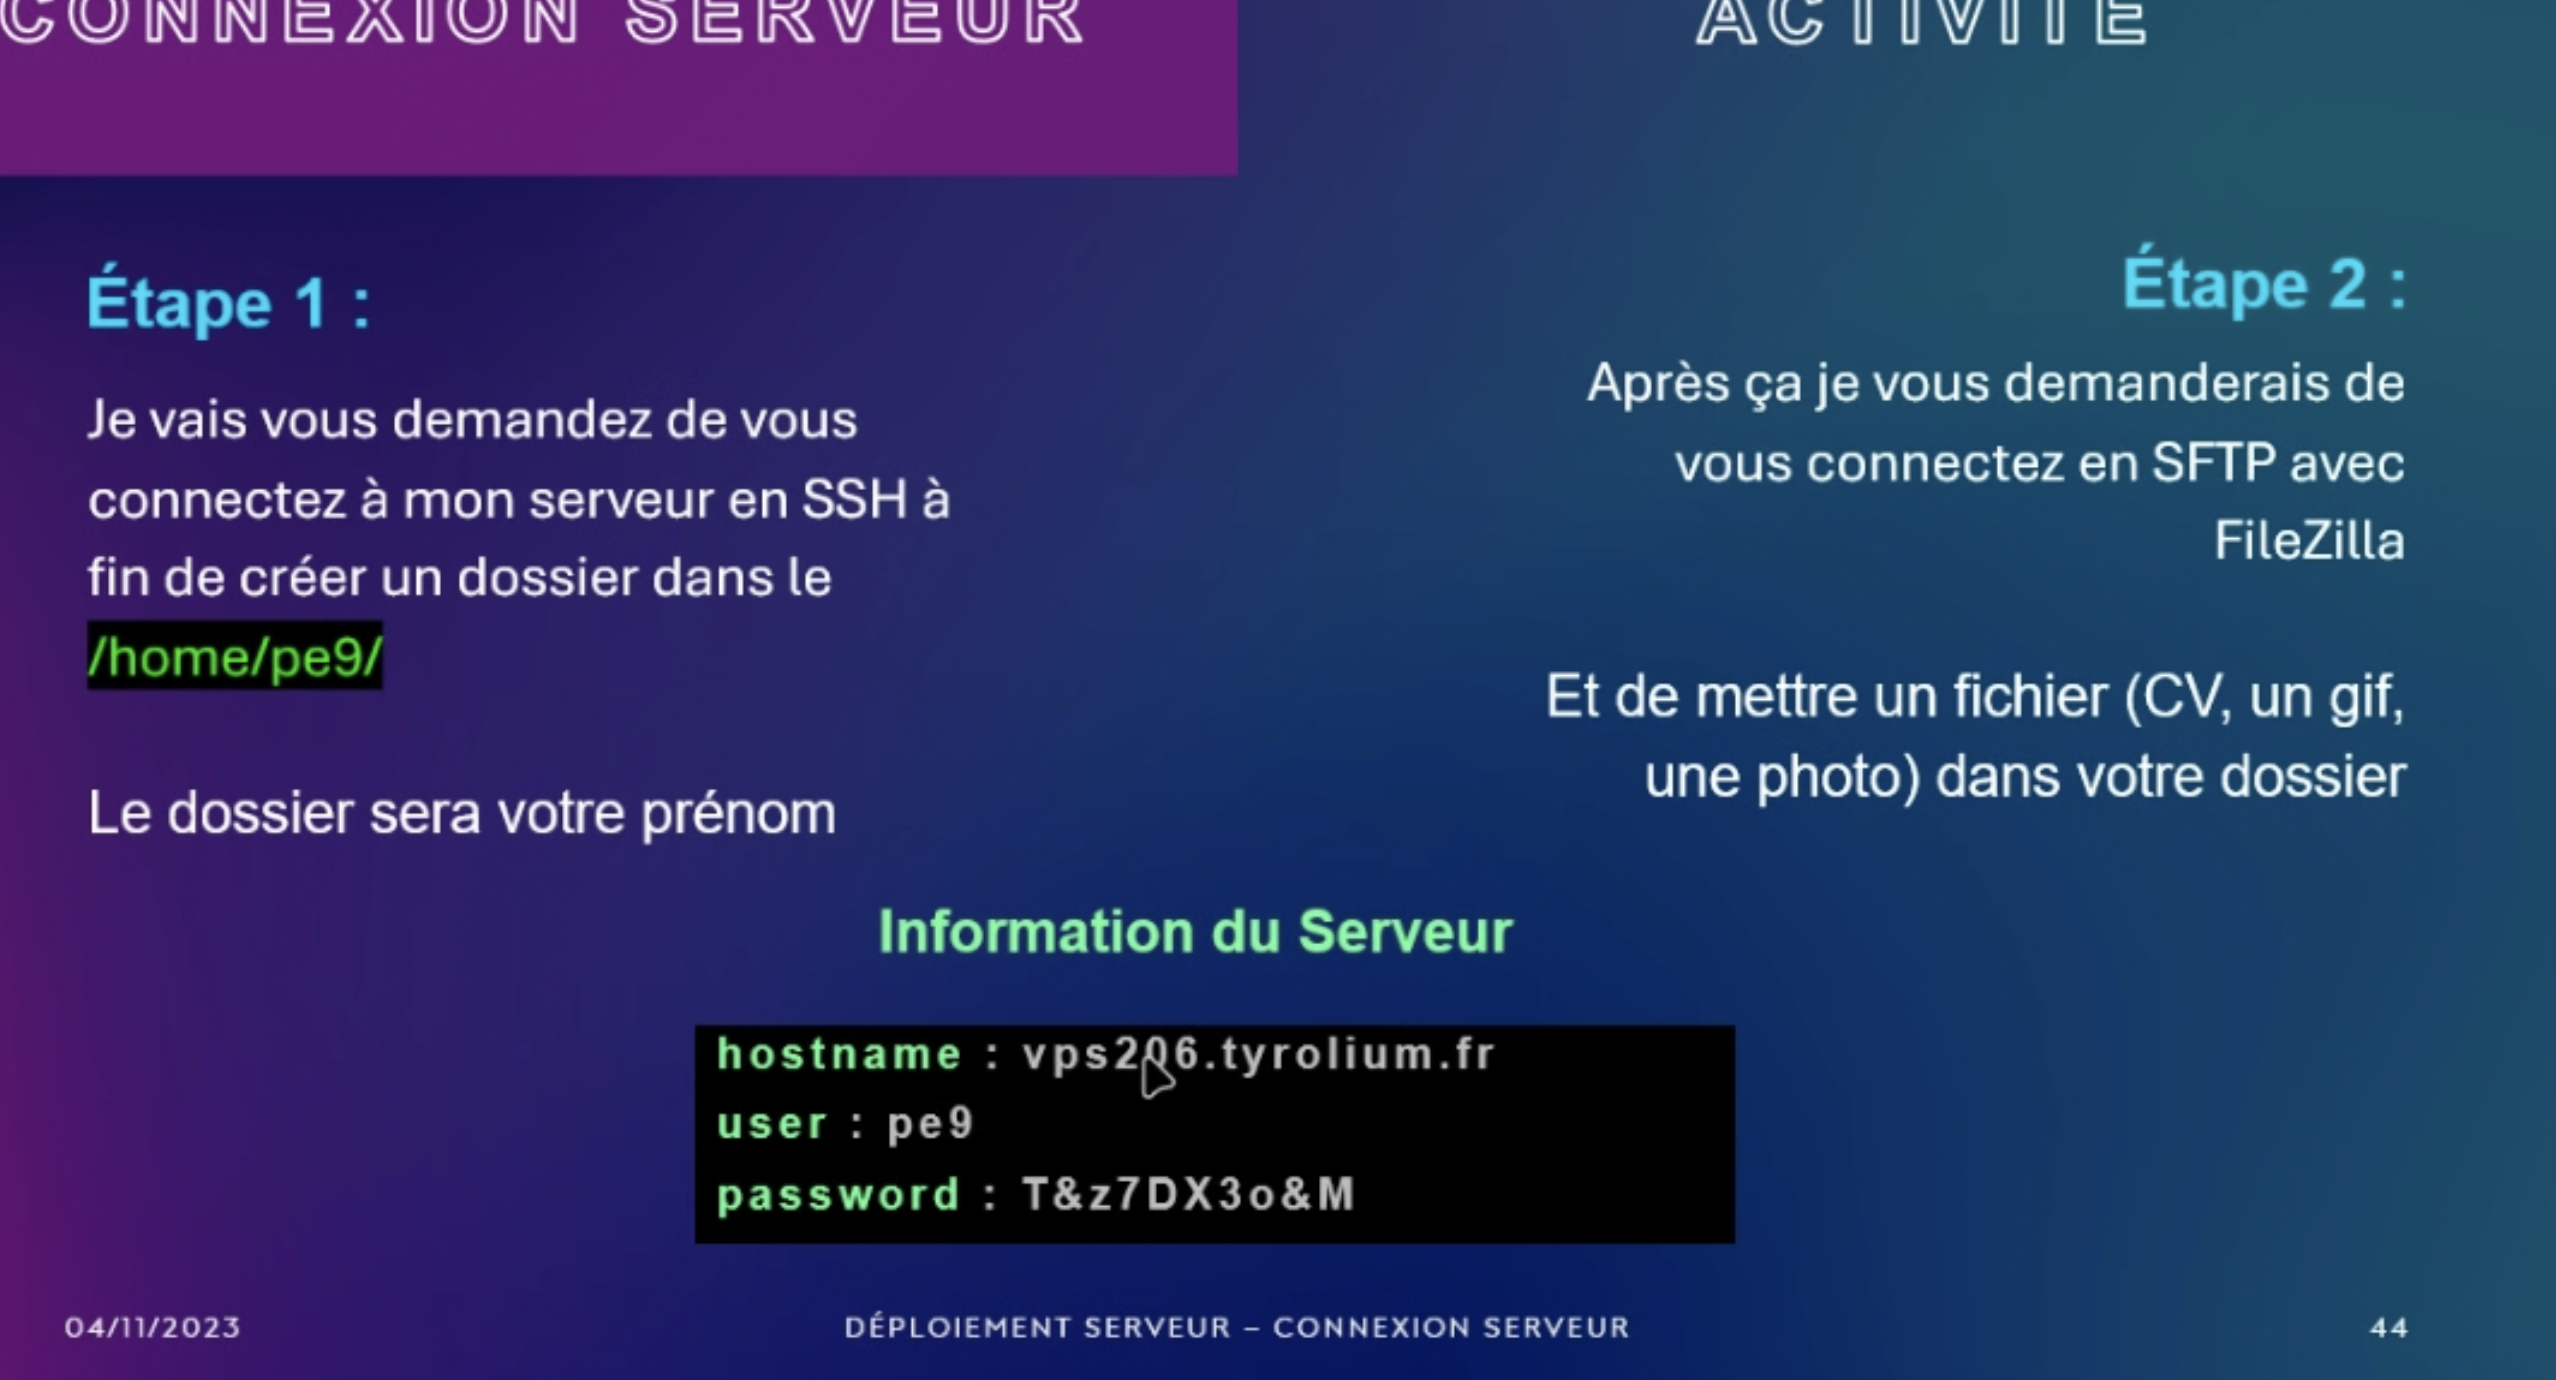 CONNEXION SERVEUR
ACTIVITÉ
Étape 1 :
Je vais vous demandez de vous
connectez à mon serveur en SSH à
fin de créer un dossier dans le
/home/pe9/
Le dossier sera votre prénom
Étape 2 :
Après ça je vous demanderais de
vous connectez en SFTP avec
FileZilla
Et de mettre un fichier (CV, un gif,
une photo) dans votre dossier
Information du Serveur
hostname : vps206.tyrolium.fr
user : pe9
password : T&z7DX3o&M
04/11/2023
DÉPLOIEMENT SERVEUR – CONNEXION SERVEUR
44